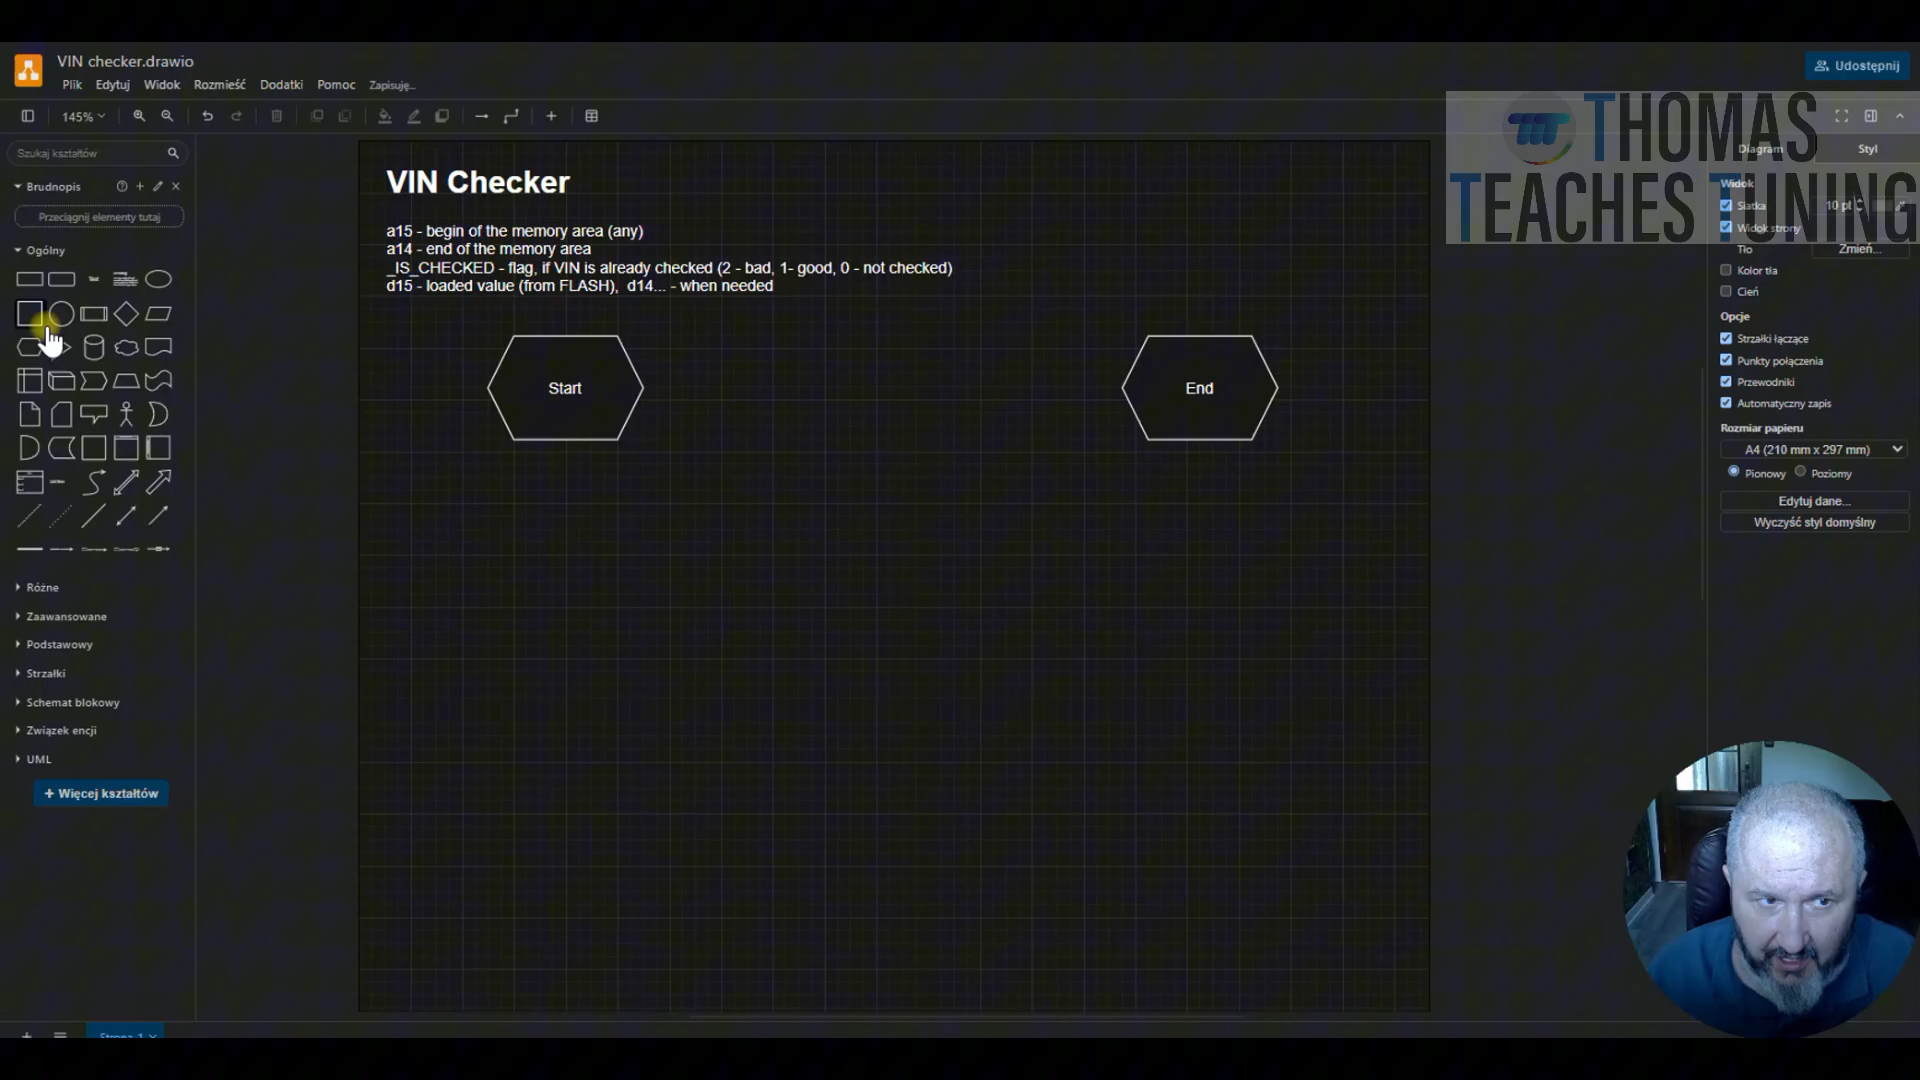 VIN checker.drawio
Plik Edytuj Widok Rozmieść Dodatki Pomoc Zapisuję...
Udostępnij
145%
THOMAS
TEACHES TUNING
Szukaj kształtów
Brudnopis
Przeciągnij elementy tutaj
Ogólny
Różne
Zaawansowane
Podstawowy
Strzałki
Schemat blokowy
Związek encji
UML
+ Więcej kształtów
VIN Checker
a15 - begin of the memory area (any)
a14 - end of the memory area
_IS_CHECKED - flag, if VIN is already checked (2 - bad, 1- good, 0 - not checked)
d15 - loaded value (from FLASH), d14... - when needed
Start
End
Diagram Styl
Widok
Siatka 10 pt
Widok strony
Tło Zmień...
Kolor tła
Cień
Opcje
Strzałki łączące
Punkty połączenia
Przewodniki
Automatyczny zapis
Rozmiar papieru
A4 (210 mm x 297 mm)
Pionowy Poziomy
Edytuj dane...
Wyczyść styl domyślny
Strona-1